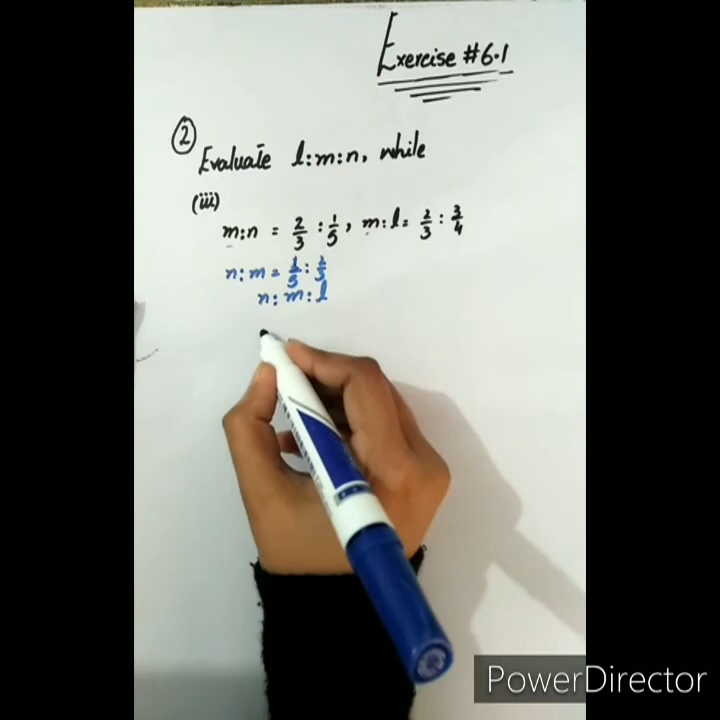 Exercise #6.1
②
Evaluate l:m:n, while
(iii)
m:n = 2/3 : 1/5, m:l = 2/3 : 3/4
n:m = 1/5 : 2/3
n:m:l
PowerDirector